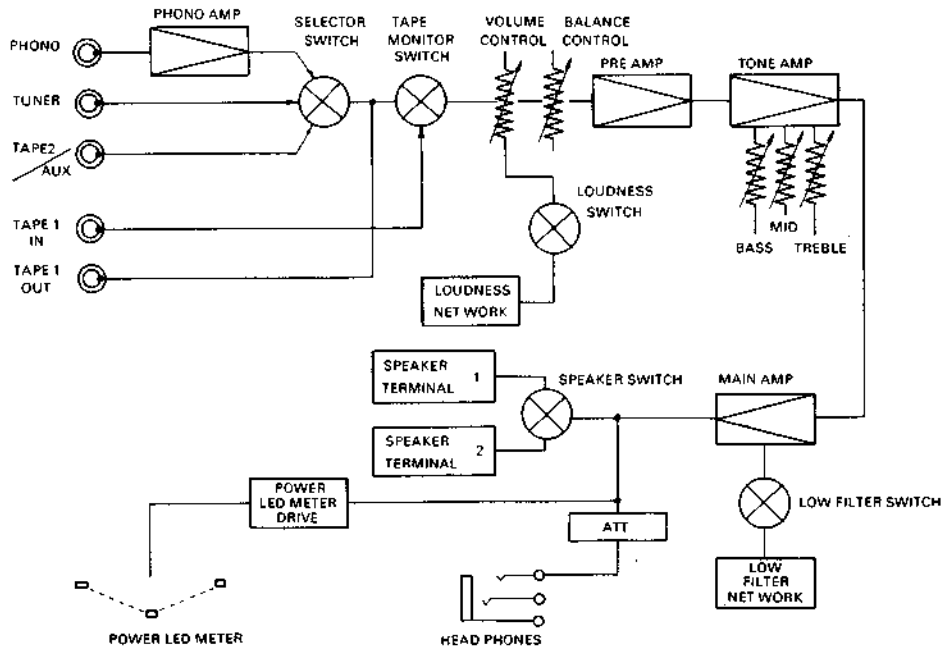 PHONO AMP
PHONO
SELECTOR
SWITCH
TAPE
MONITOR
SWITCH
VOLUME
CONTROL
BALANCE
CONTROL
PRE AMP
TONE AMP
TUNER
TAPE2
AUX
TAPE 1
IN
TAPE 1
OUT
LOUDNESS
SWITCH
LOUDNESS
NET WORK
BASS
MID
TREBLE
SPEAKER
TERMINAL 1
SPEAKER SWITCH
MAIN AMP
SPEAKER
TERMINAL 2
POWER
LED METER
DRIVE
ATT
LOW FILTER SWITCH
LOW
FILTER
NET WORK
POWER LED METER
HEAD PHONES